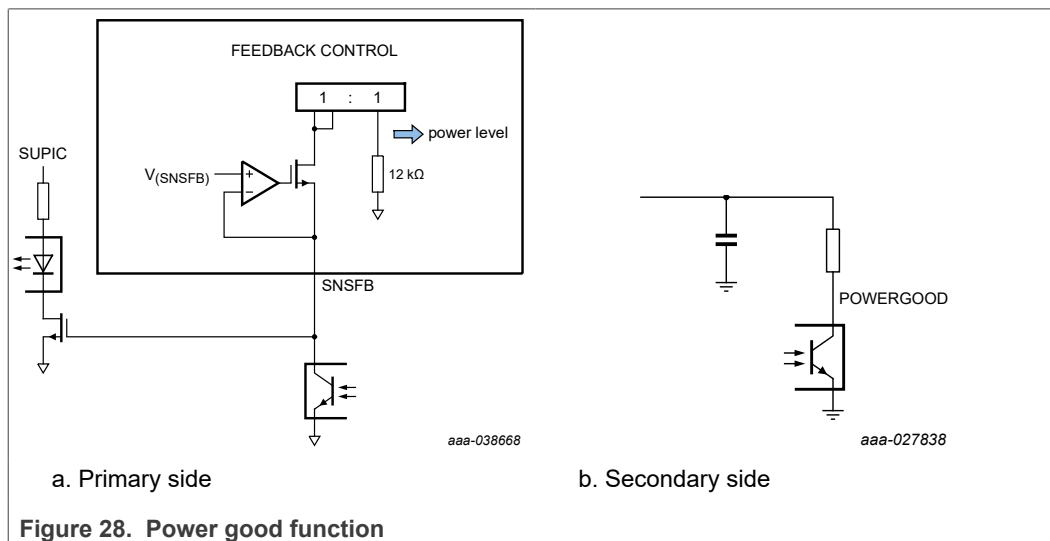 FEEDBACK CONTROL
1 : 1
power level
SUPIC
V(SNSFB)
+
−
12 kΩ
SNSFB
POWERGOOD
aaa-038668
aaa-027838
a. Primary side
b. Secondary side
Figure 28. Power good function